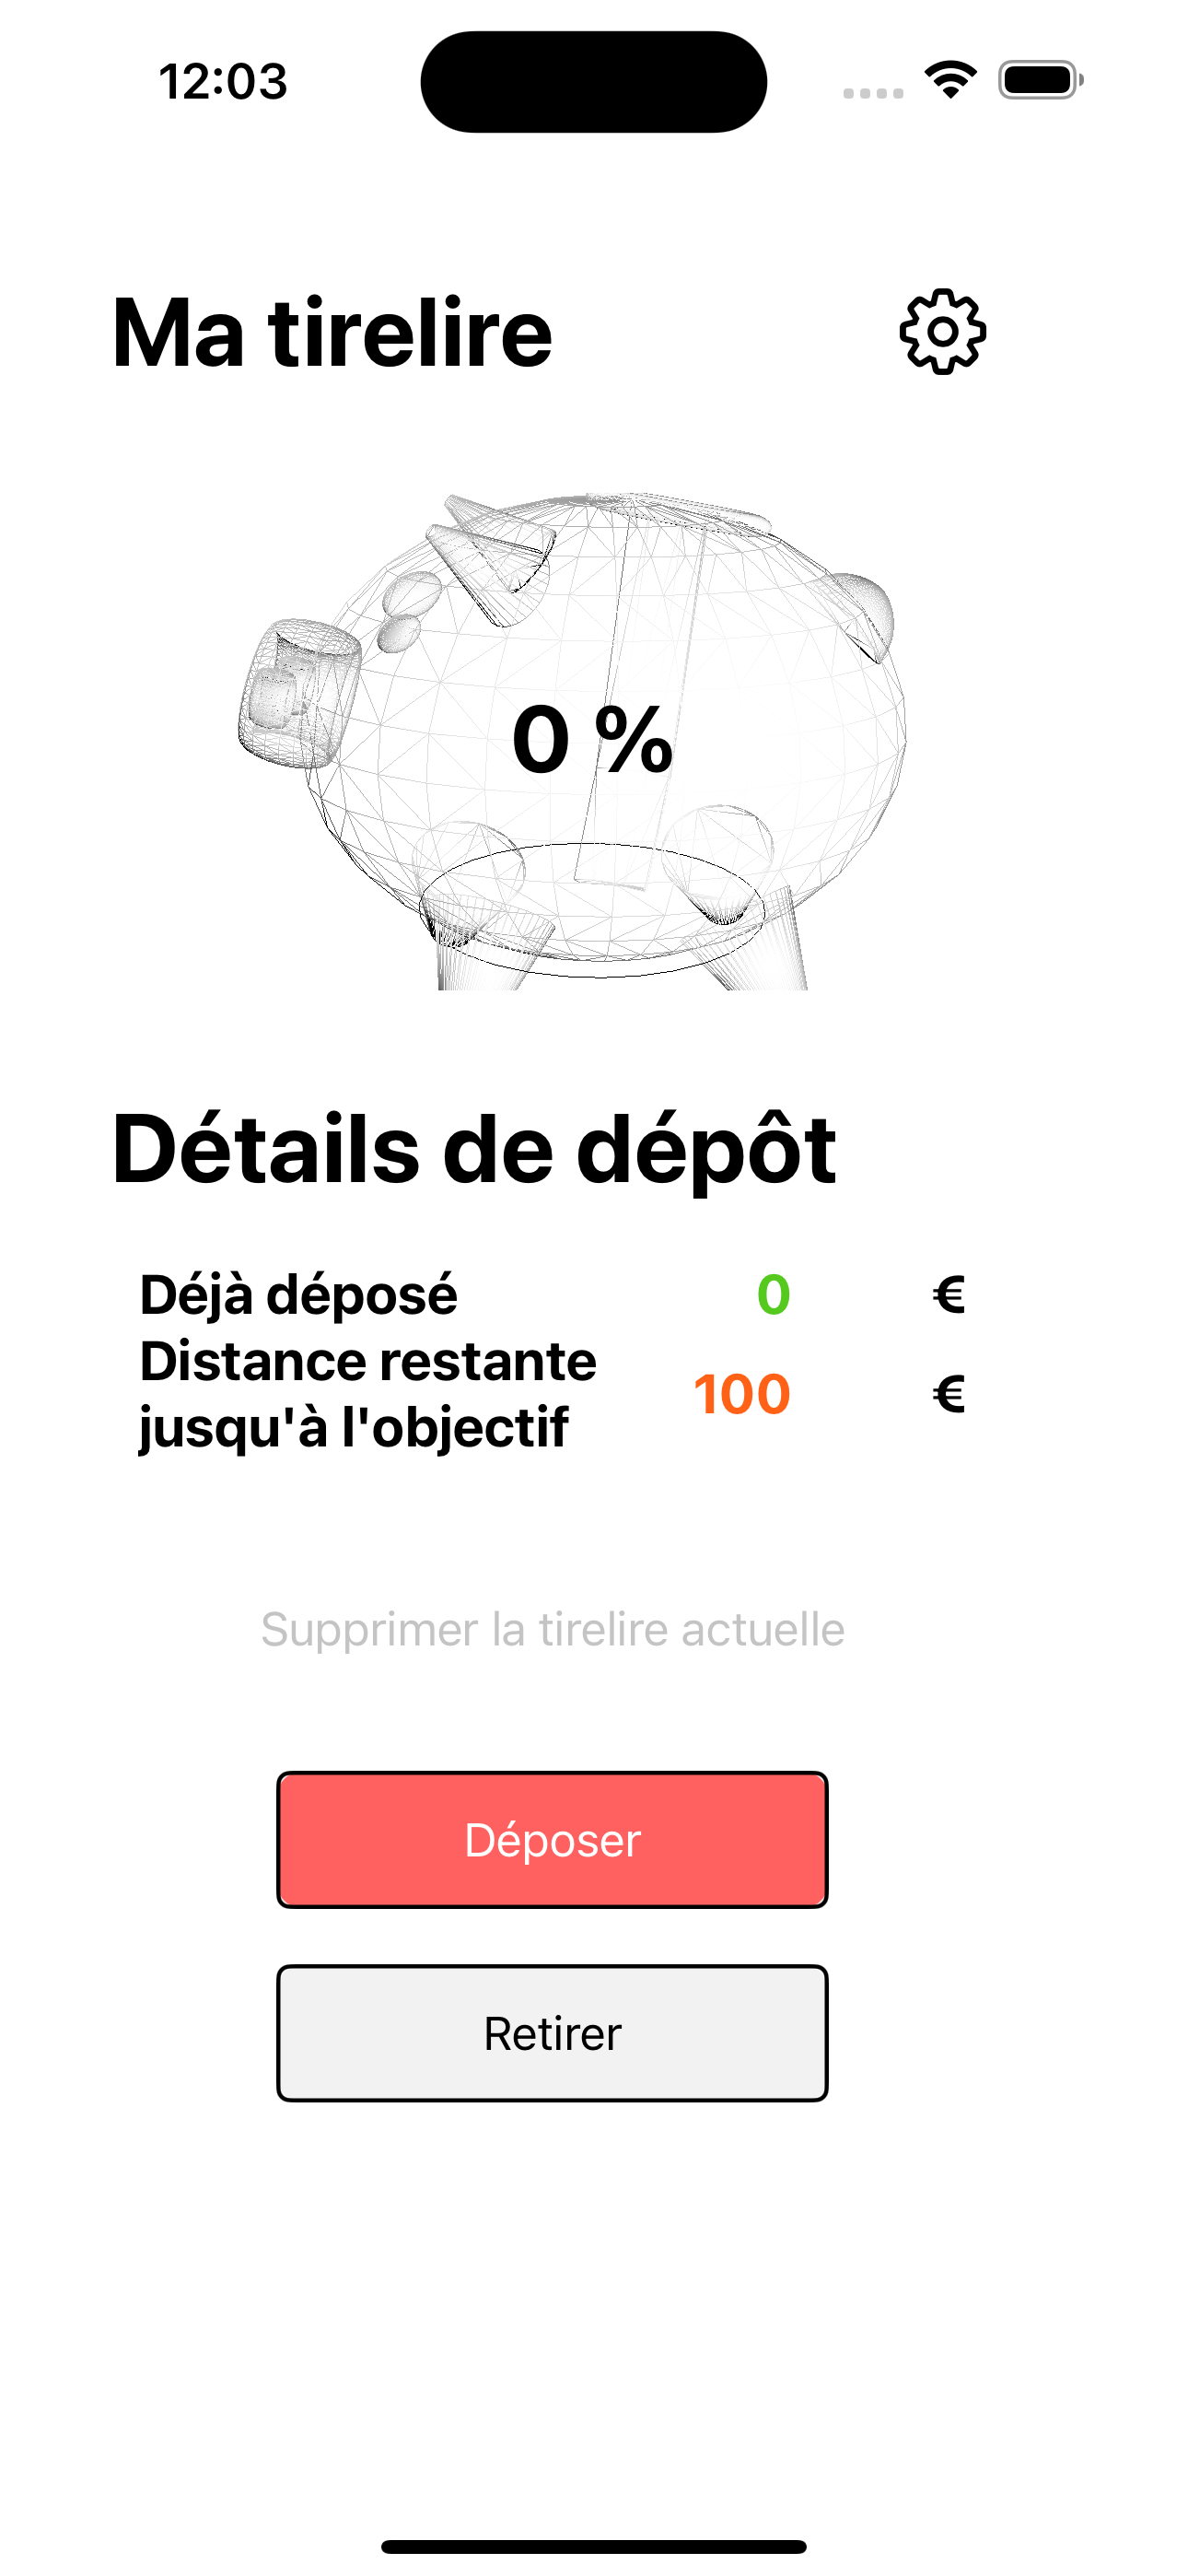 12:03
Ma tirelire
0 %
Détails de dépôt
Déjà déposé 0 €
Distance restante
jusqu'à l'objectif 100 €
Supprimer la tirelire actuelle
Déposer
Retirer